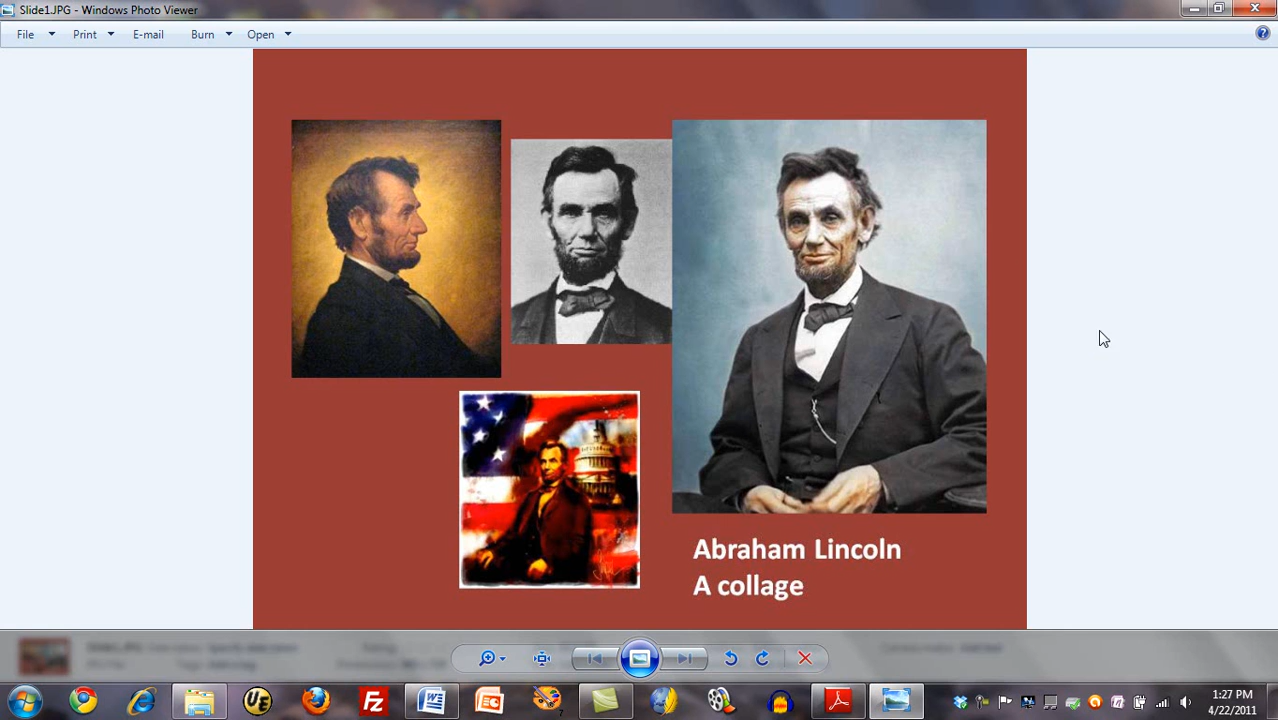 Slide1.JPG - Windows Photo Viewer
File Print E-mail Burn Open
Abraham Lincoln
A collage
1:27 PM
4/22/2011